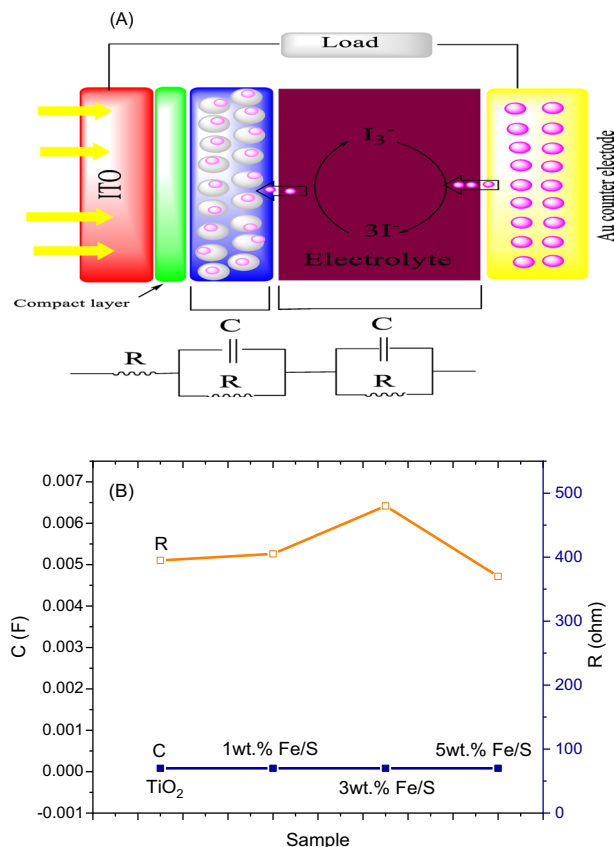 (A)
Load
ITO
I3-
3I-
Electrolyte
Au counter electode
Compact layer
C
C
R
R
R
(B)
0.007
0.006
0.005
0.004
0.003
0.002
0.001
0.000
-0.001
C (F)
500
400
300
200
100
0
R (ohm)
R
C
TiO2
1wt.% Fe/S
3wt.% Fe/S
5wt.% Fe/S
Sample